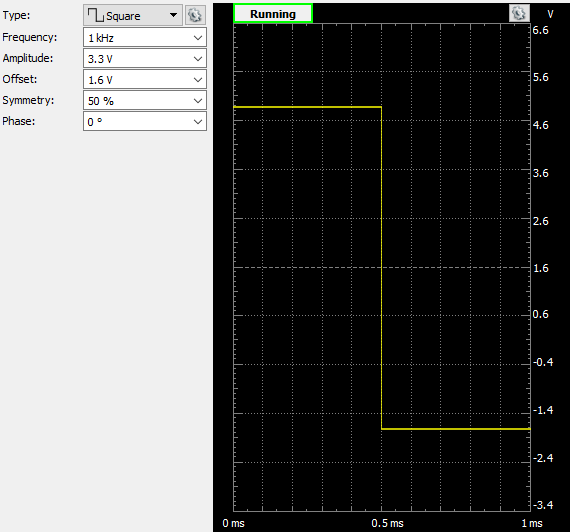 Type: Square
Frequency: 1 kHz
Amplitude: 3.3 V
Offset: 1.6 V
Symmetry: 50 %
Phase: 0 °
Running V
6.6
5.6
4.6
3.6
2.6
1.6
0.6
-0.4
-1.4
-2.4
-3.4
0 ms 0.5 ms 1 ms